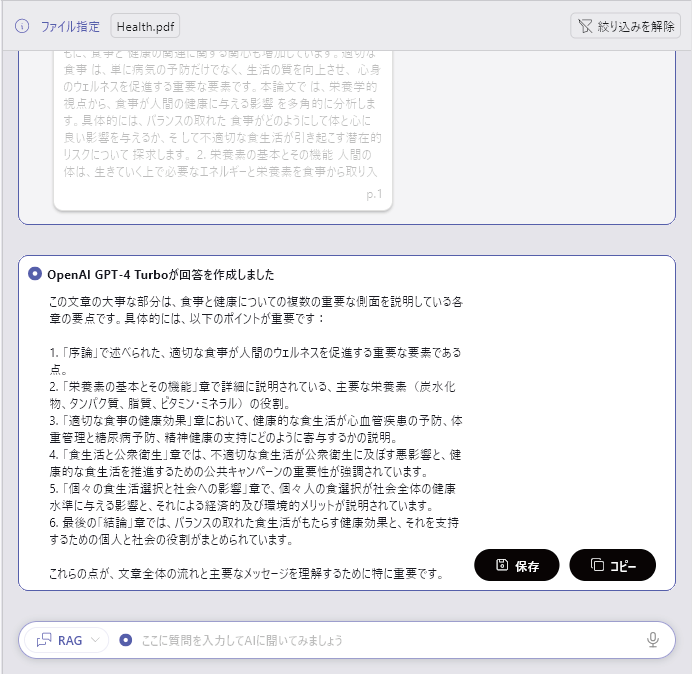 ファイル指定 Health.pdf 絞り込みを解除
もに、食事と健康の関連に関する関心も増加しています。適切な
食事 は、単に病気の予防だけでなく、生活の質を向上させ、 心身
のウェルネスを促進する重要な要素です。本論文で は、栄養学的
視点から、食事が人間の健康に与える影響 を多角的に分析しま
す。具体的には、バランスの取れた 食事がどのようにして体と心に
良い影響を与えるか、そ して不適切な食生活が引き起こす潜在的
リスクについて 探求します。 2. 栄養素の基本とその機能 人間の
体は、生きていく上で必要なエネルギーと栄養素を食事から取り入
p.1
OpenAI GPT-4 Turboが回答を作成しました
この文章の大事な部分は、食事と健康についての複数の重要な側面を説明している各
章の要点です。具体的には、以下のポイントが重要です：
1. 「序論」で述べられた、適切な食事が人間のウェルネスを促進する重要な要素である
点。
2. 「栄養素の基本とその機能」章で詳細に説明されている、主要な栄養素（炭水化
物、タンパク質、脂質、ビタミン・ミネラル）の役割。
3. 「適切な食事の健康効果」章において、健康的な食生活が心血管疾患の予防、体
重管理と糖尿病予防、精神健康の支持にどのように寄与するかの説明。
4. 「食生活と公衆衛生」章では、不適切な食生活が公衆衛生に及ぼす悪影響と、健
康的な食生活を推進するための公共キャンペーンの重要性が強調されています。
5. 「個々の食生活選択と社会への影響」章で、個々人の食選択が社会全体の健康
水準に与える影響と、それによる経済的及び環境的メリットが説明されています。
6. 最後の「結論」章では、バランスの取れた食生活がもたらす健康効果と、それを支持
するための個人と社会の役割がまとめられています。
これらの点が、文章全体の流れと主要なメッセージを理解するために特に重要です。
保存 コピー
RAG ここに質問を入力してAIに聞いてみましょう